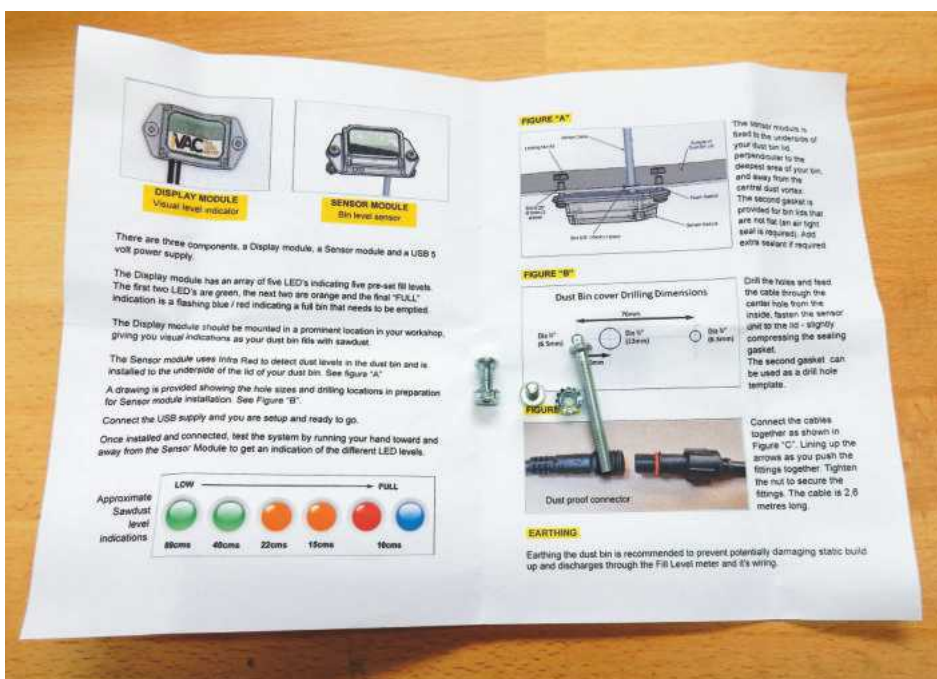 iVAC
DISPLAY MODULE
Visual level indicator
SENSOR MODULE
Bin level sensor
There are three components, a Display module, a Sensor module and a USB 5
volt power supply.
The Display module has an array of five LED's indicating five pre-set fill levels.
The first two LED's are green, the next two are orange and the final "FULL"
indication is a flashing blue / red indicating a full bin that needs to be emptied.
The Display module should be mounted in a prominent location in your workshop,
giving you visual indications as your dust bin fills with sawdust.
The Sensor module uses Infra Red to detect dust levels in the dust bin and is
installed to the underside of the lid of your dust bin. See figure "A"
A drawing is provided showing the hole sizes and drilling locations in preparation
for Sensor module installation. See Figure "B".
Connect the USB supply and you are setup and ready to go.
Once installed and connected, test the system by running your hand toward and
away from the Sensor Module to get an indication of the different LED levels.
LOW
FULL
Approximate
Sawdust
level
indications
40cms
22cms
15cms
10cms
FIGURE "A"
The sensor module is
fixed to the underside of
your dust bin lid,
perpendicular to the
deepest area of your bin,
and away from the
central dust vortex.
The second gasket is
provided for bin lids that
are not flat (an air tight
seal is required). Add
extra sealant if required.
FIGURE "B"
Dust Bin cover Drilling Dimensions
76mm
Dia ¼"
(6.5mm)
Dia ½"
(12mm)
Dia ¼"
(6.5mm)
Drill the holes and feed
the cable through the
center hole from the
inside, fasten the sensor
unit to the lid - slightly
compressing the sealing
gasket.
The second gasket can
be used as a drill hole
template.
FIGURE
Dust proof connector
Connect the cables
together as shown in
Figure "C". Lining up the
arrows as you push the
fittings together. Tighten
the nut to secure the
fittings. The cable is 2,6
metres long.
EARTHING
Earthing the dust bin is recommended to prevent potentially damaging static build
up and discharges through the Fill Level meter and it's wiring.